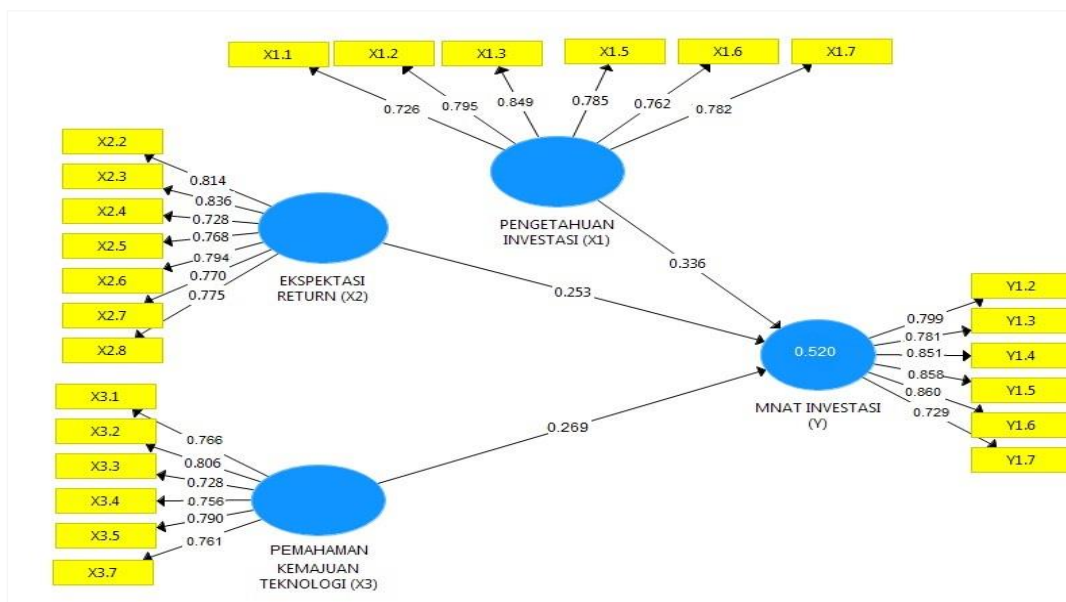 X1.1
X1.2
X1.3
X1.5
X1.6
X1.7
0.726
0.795
0.849
0.785
0.762
0.782
PENGETAHUAN
INVESTASI (X1)
X2.2
X2.3
X2.4
X2.5
X2.6
X2.7
X2.8
0.814
0.836
0.728
0.768
0.794
0.770
0.775
EKSPEKTASI
RETURN (X2)
0.336
0.253
0.269
X3.1
X3.2
X3.3
X3.4
X3.5
X3.7
0.766
0.806
0.728
0.756
0.790
0.761
PEMAHAMAN
KEMAJUAN
TEKNOLOGI (X3)
0.520
MNAT INVESTASI
(Y)
0.799
0.781
0.851
0.858
0.860
0.729
Y1.2
Y1.3
Y1.4
Y1.5
Y1.6
Y1.7